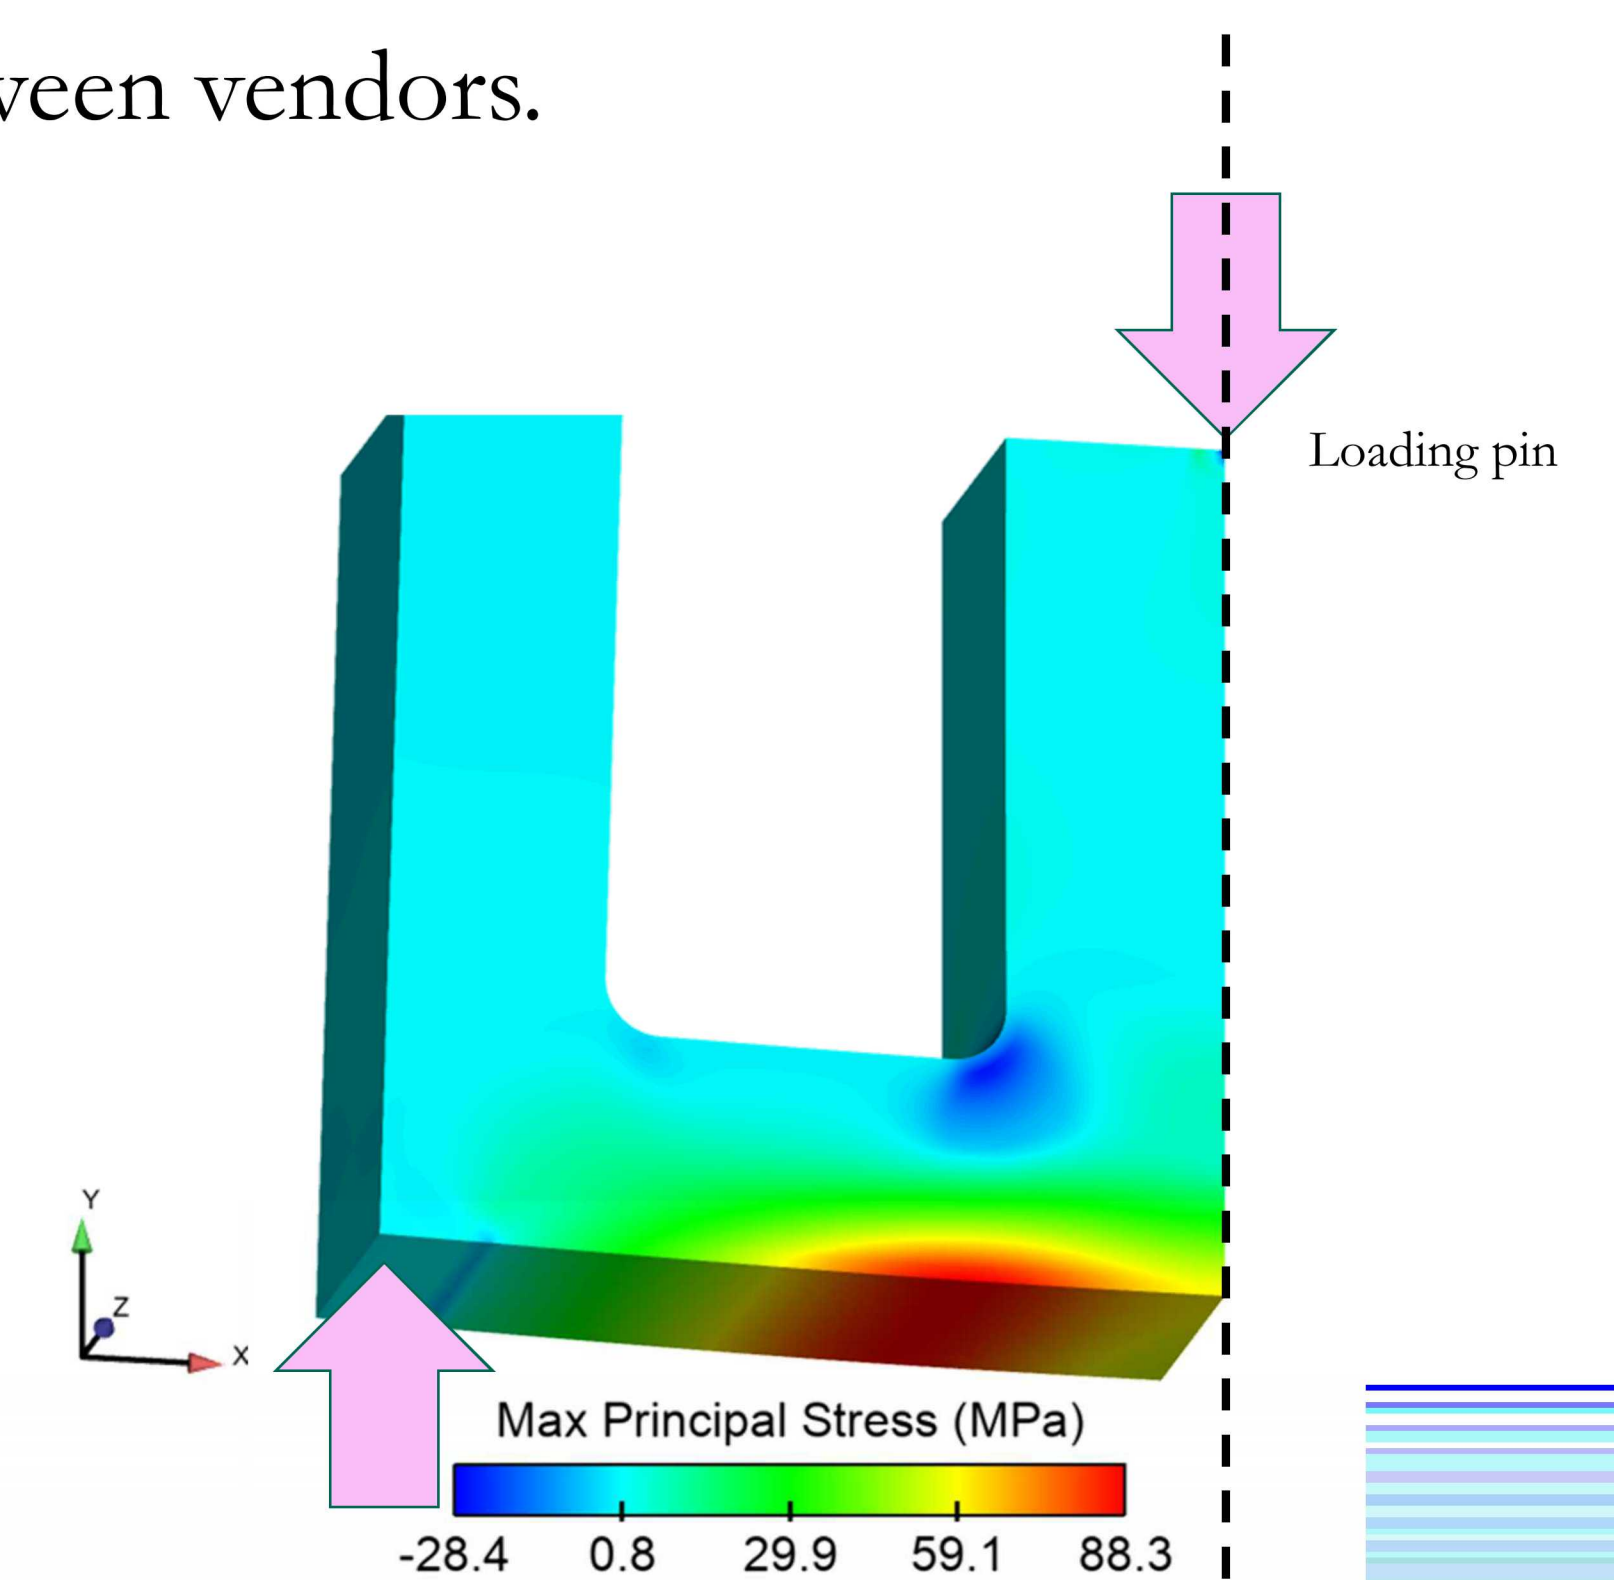 ween vendors.
Loading pin
Y
Z
X
Max Principal Stress (MPa)
-28.4 0.8 29.9 59.1 88.3